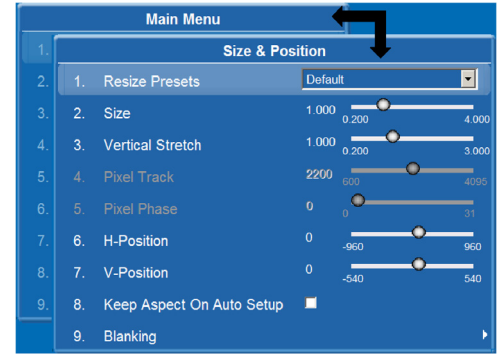 Main Menu
1.
Size & Position
2. 1. Resize Presets Default
3. 2. Size 1.000 0.200 4.000
4. 3. Vertical Stretch 1.000 0.200 3.000
5. 4. Pixel Track 2200 600 4095
6. 5. Pixel Phase 0 0 31
7. 6. H-Position 0 -960 960
8. 7. V-Position 0 -540 540
9. 8. Keep Aspect On Auto Setup
9. Blanking